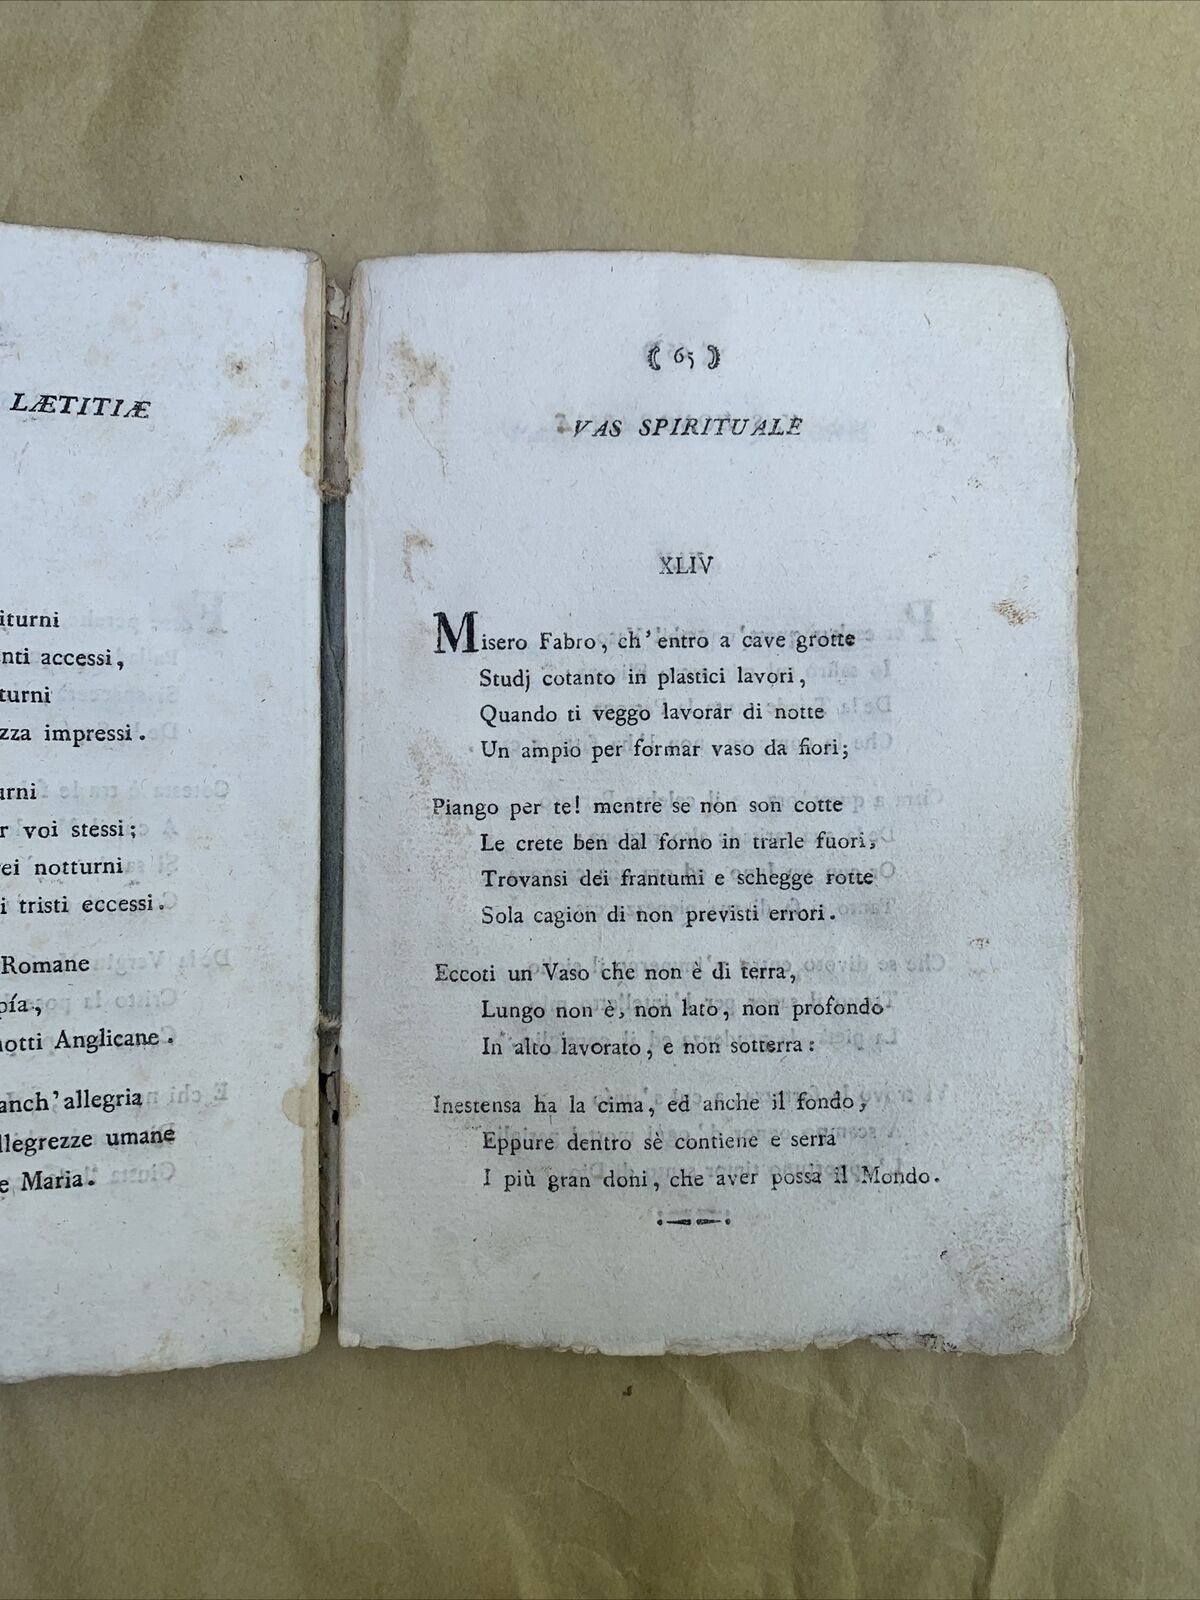 LÆTITIÆ
iturni
nti accessi,
turni
zza impressi.
urni
r voi stessi;
ei notturni
i tristi eccessi.
Romane
pía,
otti Anglicane.
anch'allegria
llegrezze umane
e Maria.
( 65 )
VAS SPIRITUALE
XLIV
Misero Fabro, ch'entro a cave grotte
Studj cotanto in plastici lavori,
Quando ti veggo lavorar di notte
Un ampio per formar vaso da fiori;
Piango per te! mentre se non son cotte
Le crete ben dal forno in trarle fuori,
Trovansi dei frantumi e schegge rotte
Sola cagion di non previsti errori.
Eccoti un Vaso che non è di terra,
Lungo non è, non lato, non profondo
In alto lavorato, e non sotterra:
Inestensa ha la cima, ed anche il fondo,
Eppure dentro sè contiene e serra
I più gran doni, che aver possa il Mondo.